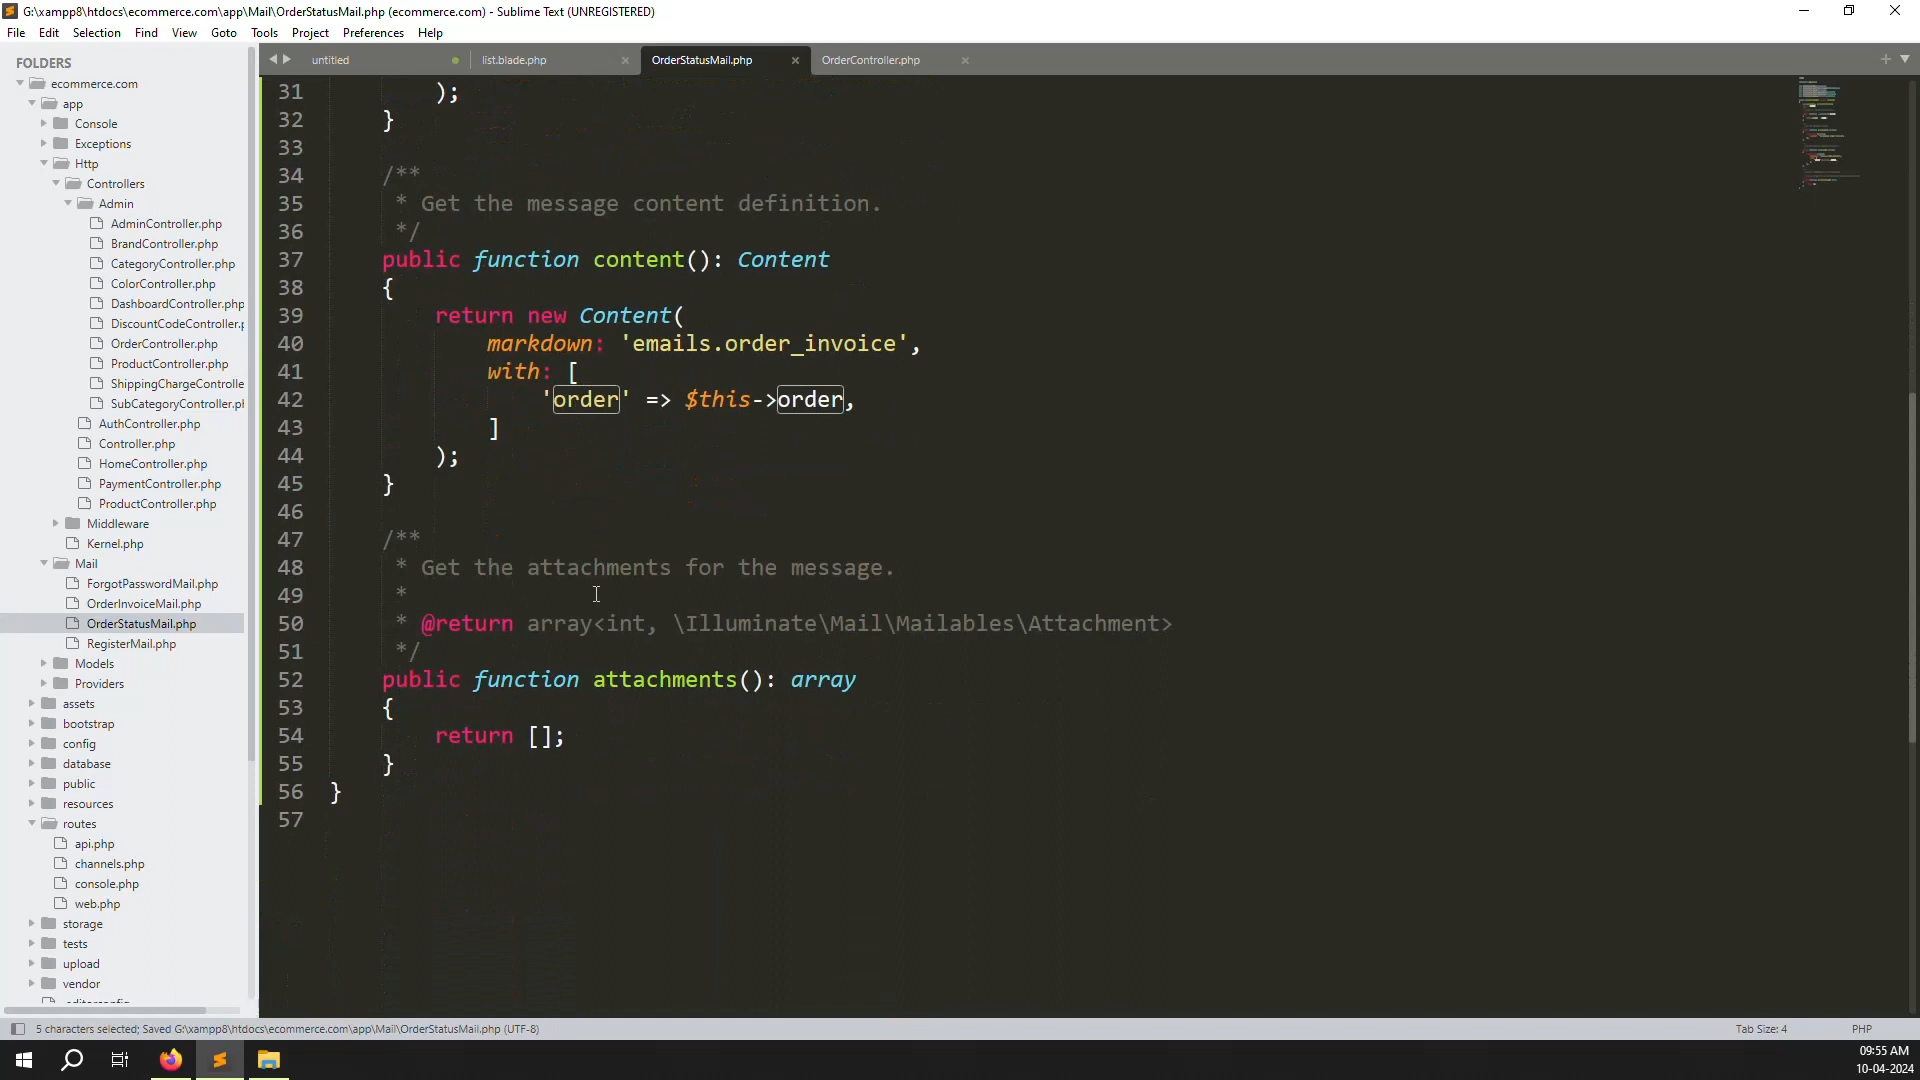 G:\xampp8\htdocs\ecommerce.com\app\Mail\OrderStatusMail.php (ecommerce.com) - Sublime Text (UNREGISTERED)
File Edit Selection Find View Goto Tools Project Preferences Help
FOLDERS
ecommerce.com
app
Console
Exceptions
Http
Controllers
Admin
AdminController.php
BrandController.php
CategoryController.php
ColorController.php
DashboardController.php
DiscountCodeController.p
OrderController.php
ProductController.php
ShippingChargeControlle
SubCategoryController.ph
AuthController.php
Controller.php
HomeController.php
PaymentController.php
ProductController.php
Middleware
Kernel.php
Mail
ForgotPasswordMail.php
OrderInvoiceMail.php
OrderStatusMail.php
RegisterMail.php
Models
Providers
assets
bootstrap
config
database
public
resources
routes
api.php
channels.php
console.php
web.php
storage
tests
upload
vendor
untitled list.blade.php OrderStatusMail.php OrderController.php
31 );
32 }
33
34 /**
35 * Get the message content definition.
36 */
37 public function content(): Content
38 {
39 return new Content(
40 markdown: 'emails.order_invoice',
41 with: [
42 'order' => $this->order,
43 ]
44 );
45 }
46
47 /**
48 * Get the attachments for the message.
49 *
50 * @return array<int, \Illuminate\Mail\Mailables\Attachment>
51 */
52 public function attachments(): array
53 {
54 return [];
55 }
56 }
57
5 characters selected; Saved G:\xampp8\htdocs\ecommerce.com\app\Mail\OrderStatusMail.php (UTF-8) Tab Size: 4 PHP
09:55 AM
10-04-2024